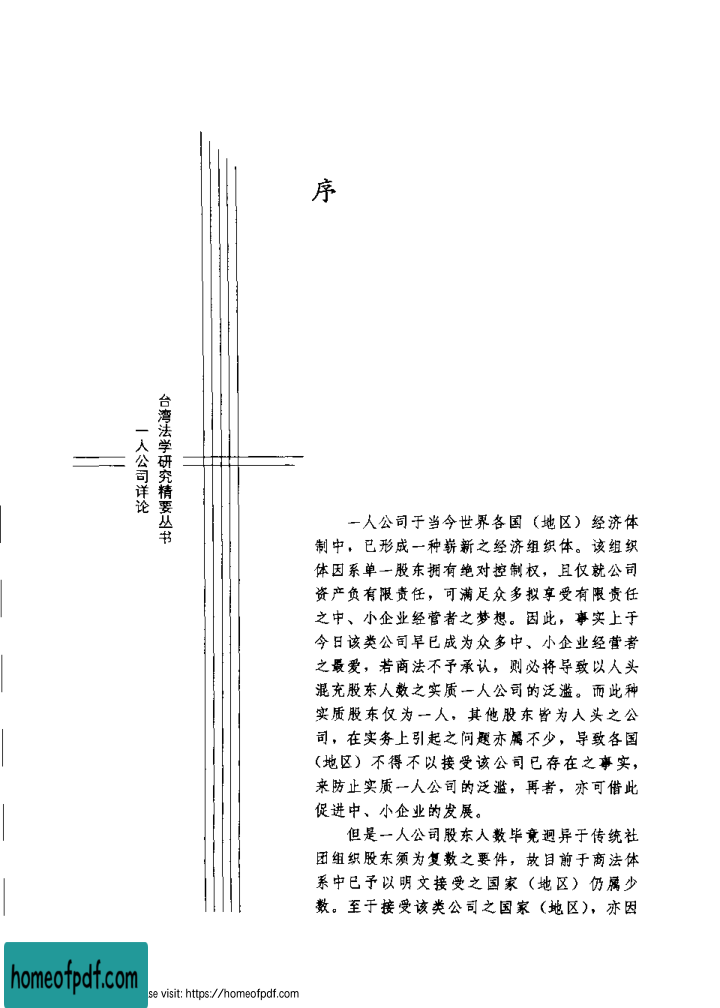 序
台湾法学研究精要丛书
一人公司详论
一人公司于当今世界各国（地区）经济体
制中，已形成一种崭新之经济组织体。该组织
体因系单一股东拥有绝对控制权，且仅就公司
资产负有限责任，可满足众多拟享受有限责任
之中、小企业经营者之梦想。因此，事实上于
今日该类公司早已成为众多中、小企业经营者
之最爱，若商法不予承认，则必将导致以人头
混充股东人数之实质一人公司的泛滥。而此种
实质股东仅为一人，其他股东皆为人头之公
司，在实务上引起之问题亦属不少，导致各国
（地区）不得不以接受该公司已存在之事实，
来防止实质一人公司的泛滥，再者，亦可借此
促进中、小企业的发展。
但是一人公司股东人数毕竟迥异于传统社
团组织股东须为复数之要件，故目前于商法体
系中已予以明文接受之国家（地区）仍属少
数。至于接受该类公司之国家（地区），亦因
homeofpdf.com
se visit: https://homeofpdf.com